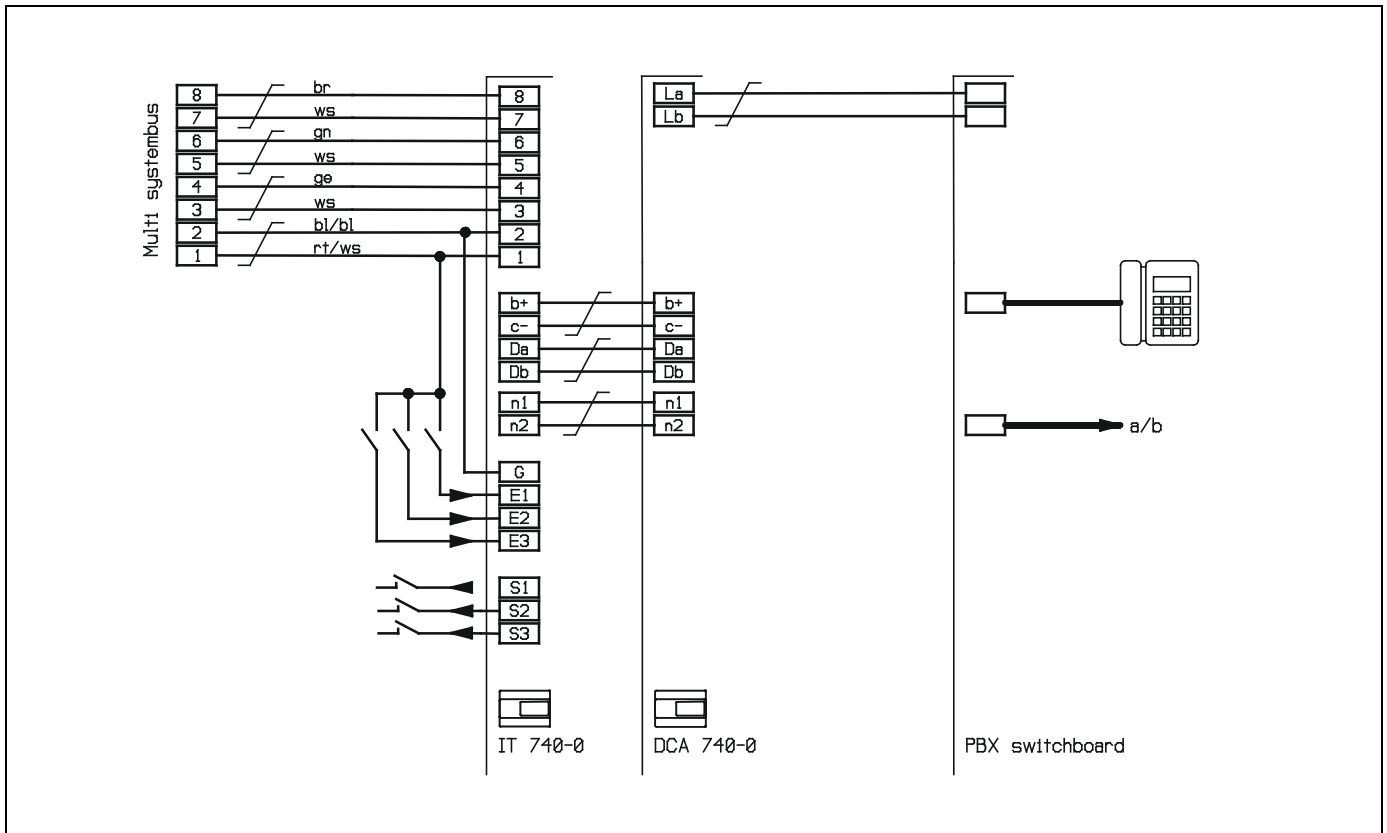 Multi systembus
8 br 8
7 ws 7
6 gn 6
5 ws 5
4 ge 4
3 ws 3
2 bl/bl 2
1 rt/ws 1
La
Lb
b+ b+
c- c-
Da Da
Db Db
n1 n1
n2 n2
a/b
G
E1
E2
E3
S1
S2
S3
IT 740-0
DCA 740-0
PBX switchboard